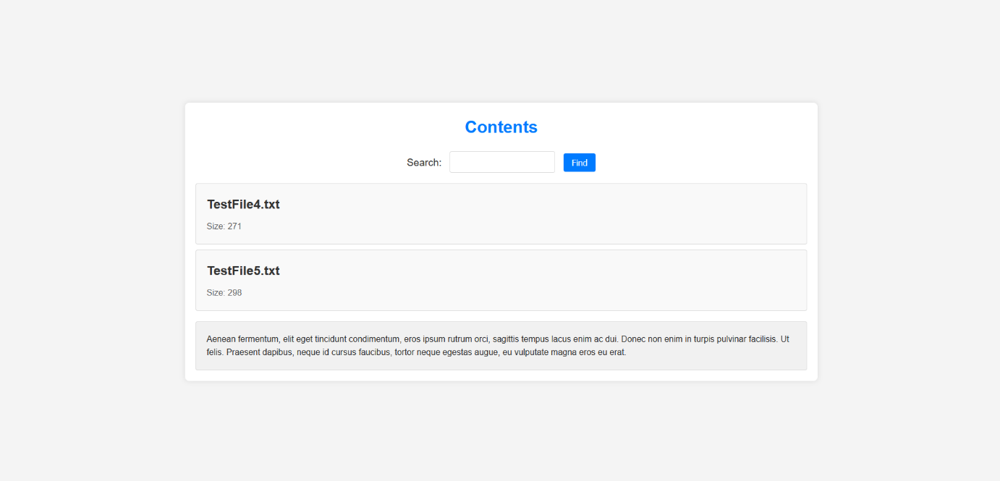 Contents
Search:
Find
TestFile4.txt
Size: 271
TestFile5.txt
Size: 298
Aenean fermentum, elit eget tincidunt condimentum, eros ipsum rutrum orci, sagittis tempus lacus enim ac dui. Donec non enim in turpis pulvinar facilisis. Ut
felis. Praesent dapibus, neque id cursus faucibus, tortor neque egestas augue, eu vulputate magna eros eu erat.